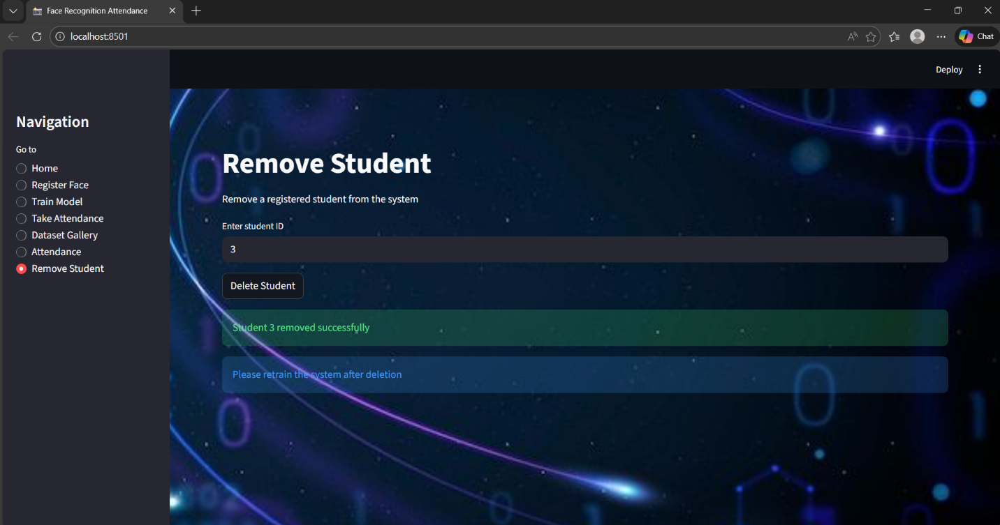 Face Recognition Attendance
localhost:8501
Chat
Deploy
Navigation
Go to
Home
Register Face
Train Model
Take Attendance
Dataset Gallery
Attendance
Remove Student
Remove Student
Remove a registered student from the system
Enter student ID
3
Delete Student
Student 3 removed successfully
Please retrain the system after deletion